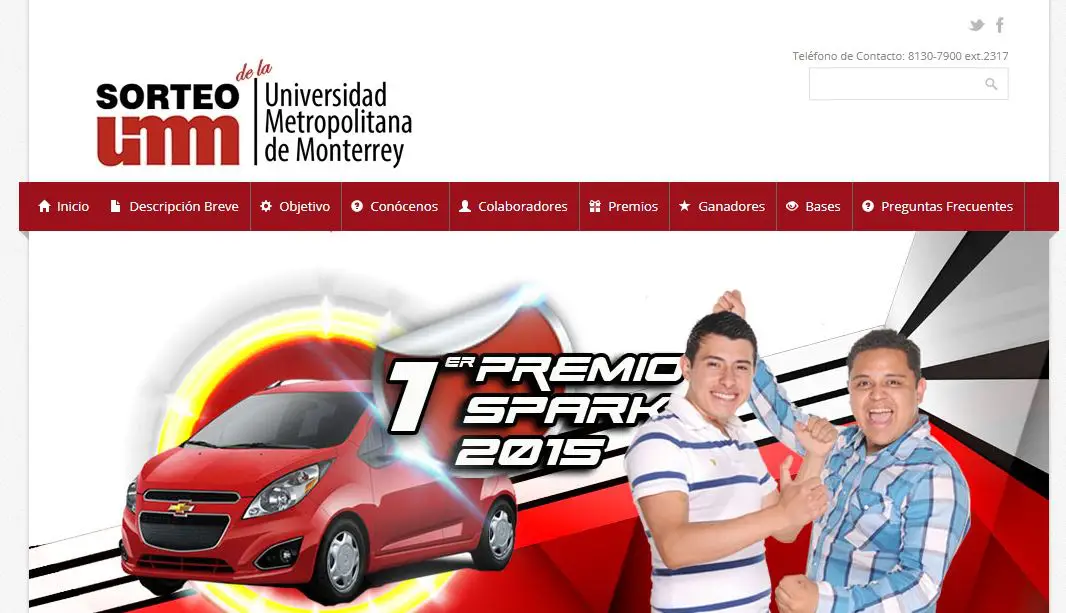 Teléfono de Contacto: 8130-7900 ext.2317
SORTEO de la
umm
Universidad
Metropolitana
de Monterrey
Inicio
Descripción Breve
Objetivo
Conócenos
Colaboradores
Premios
Ganadores
Bases
Preguntas Frecuentes
1ER PREMIO
SPARK
2015